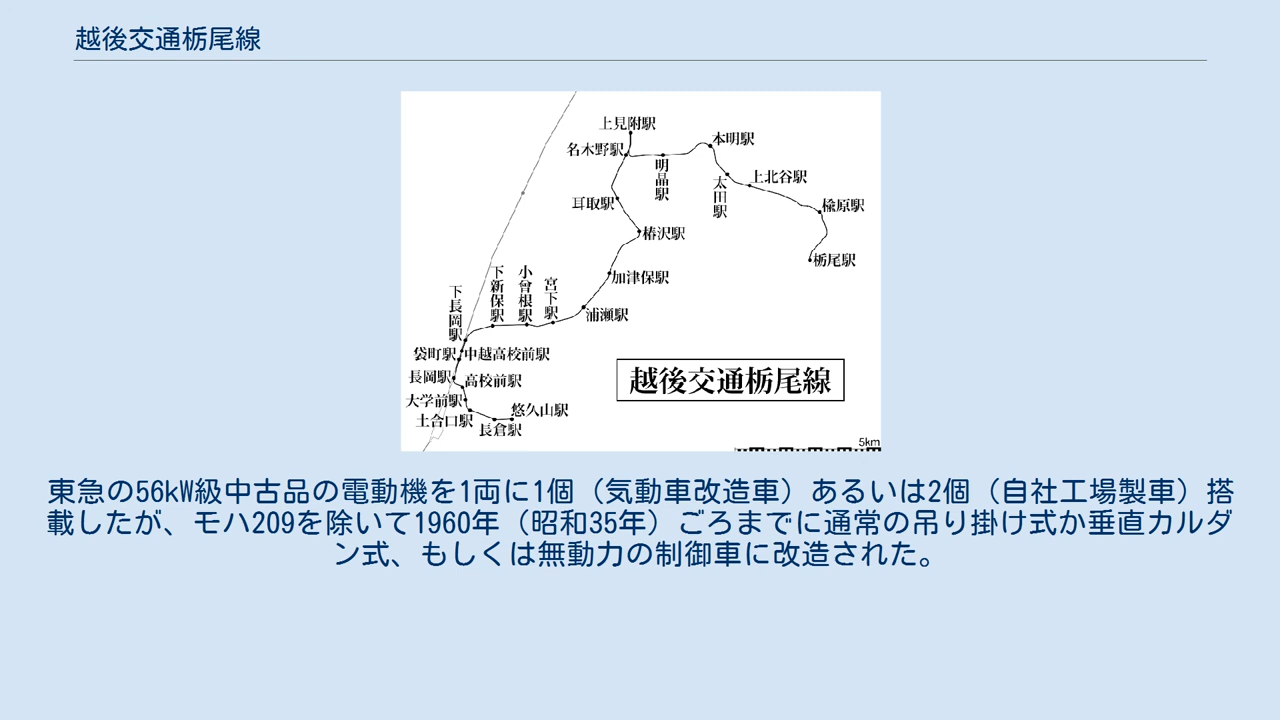 越後交通栃尾線
上見附駅
本明駅
名木野駅
明晶駅
太田駅
上北谷駅
楡原駅
栃尾駅
耳取駅
椿沢駅
加津保駅
浦瀬駅
宮下駅
小曾根駅
下新保駅
下長岡駅
袋町駅
中越高校前駅
長岡駅
高校前駅
大学前駅
土合口駅
悠久山駅
長倉駅
越後交通栃尾線
5km
東急の56kW級中古品の電動機を1両に1個（気動車改造車）あるいは2個（自社工場製車）搭
載したが、モハ209を除いて1960年（昭和35年）ごろまでに通常の吊り掛け式か垂直カルダ
ン式、もしくは無動力の制御車に改造された。